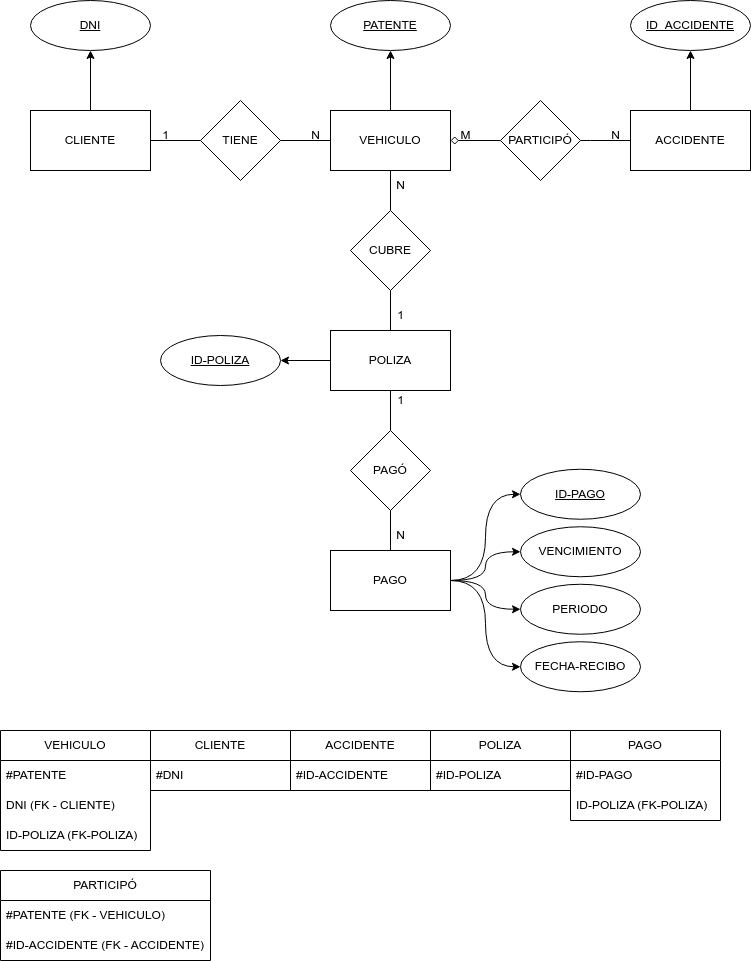 DNI
PATENTE
ID_ACCIDENTE
CLIENTE
1
TIENE
N
VEHICULO
M
PARTICIPÓ
N
ACCIDENTE
N
CUBRE
1
ID-POLIZA
POLIZA
1
PAGÓ
N
PAGO
ID-PAGO
VENCIMIENTO
PERIODO
FECHA-RECIBO
VEHICULO
#PATENTE
DNI (FK - CLIENTE)
ID-POLIZA (FK-POLIZA)
CLIENTE
#DNI
ACCIDENTE
#ID-ACCIDENTE
POLIZA
#ID-POLIZA
PAGO
#ID-PAGO
ID-POLIZA (FK-POLIZA)
PARTICIPÓ
#PATENTE (FK - VEHICULO)
#ID-ACCIDENTE (FK - ACCIDENTE)